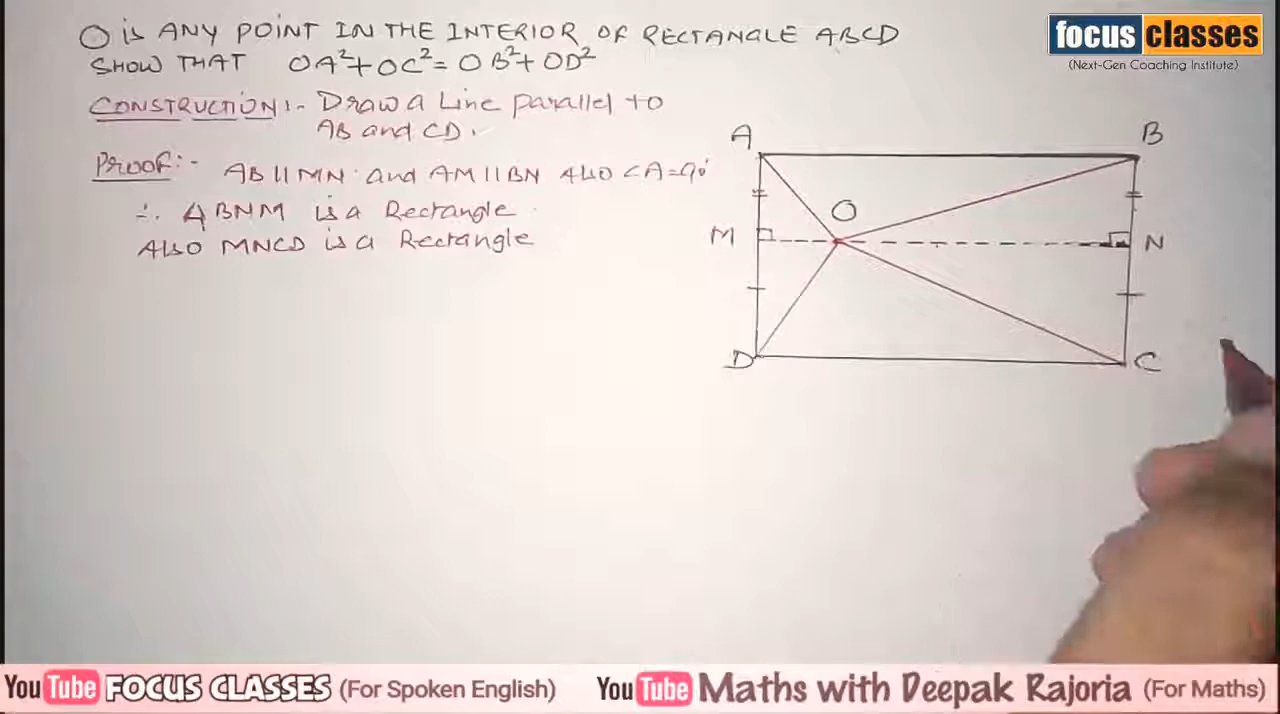 O is ANY POINT IN THE INTERIOR OF RECTANGLE ABCD
SHOW THAT OA²+OC²=OB²+OD²
CONSTRUCTION:- Draw a Line parallel to
AB and CD.
Proof:- AB||MN and AM||BN ALSO ∠A=90°
∴ ABNM is a Rectangle
ALSO MNCD is a Rectangle
focus classes
(Next-Gen Coaching Institute)
A
B
O
M
N
D
C
YouTube FOCUS CLASSES (For Spoken English) YouTube Maths with Deepak Rajoria (For Maths)